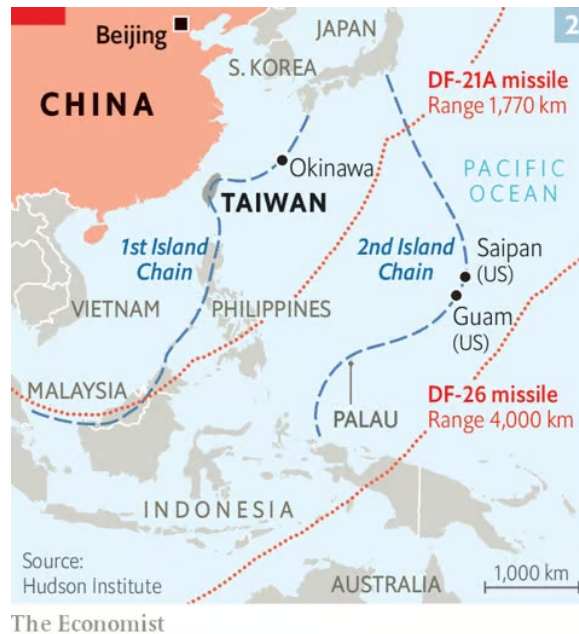 2
JAPAN
Beijing
S. KOREA
DF-21A missile
Range 1,770 km
CHINA
Okinawa
PACIFIC
OCEAN
TAIWAN
1st Island
Chain
2nd Island
Chain
Saipan
(US)
VIETNAM
PHILIPPINES
Guam
(US)
MALAYSIA
DF-26 missile
Range 4,000 km
PALAU
INDONESIA
Source:
Hudson Institute
AUSTRALIA
1,000 km
The Economist